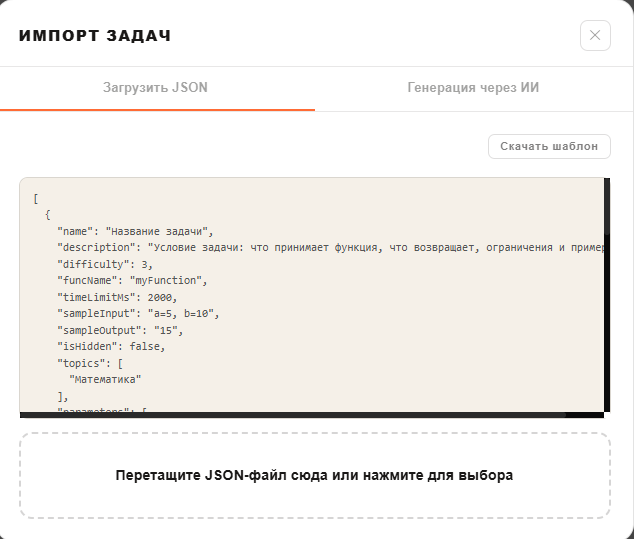 ИМПОРТ ЗАДАЧ
Загрузить JSON
Генерация через ИИ
Скачать шаблон
[
  {
    "name": "Название задачи",
    "description": "Условие задачи: что принимает функция, что возвращает, ограничения и
    "difficulty": 3,
    "funcName": "myFunction",
    "timeLimitMs": 2000,
    "sampleInput": "a=5, b=10",
    "sampleOutput": "15",
    "isHidden": false,
    "topics": [
      "Математика"
    ],
    "parameters": [
Перетащите JSON-файл сюда или нажмите для выбора